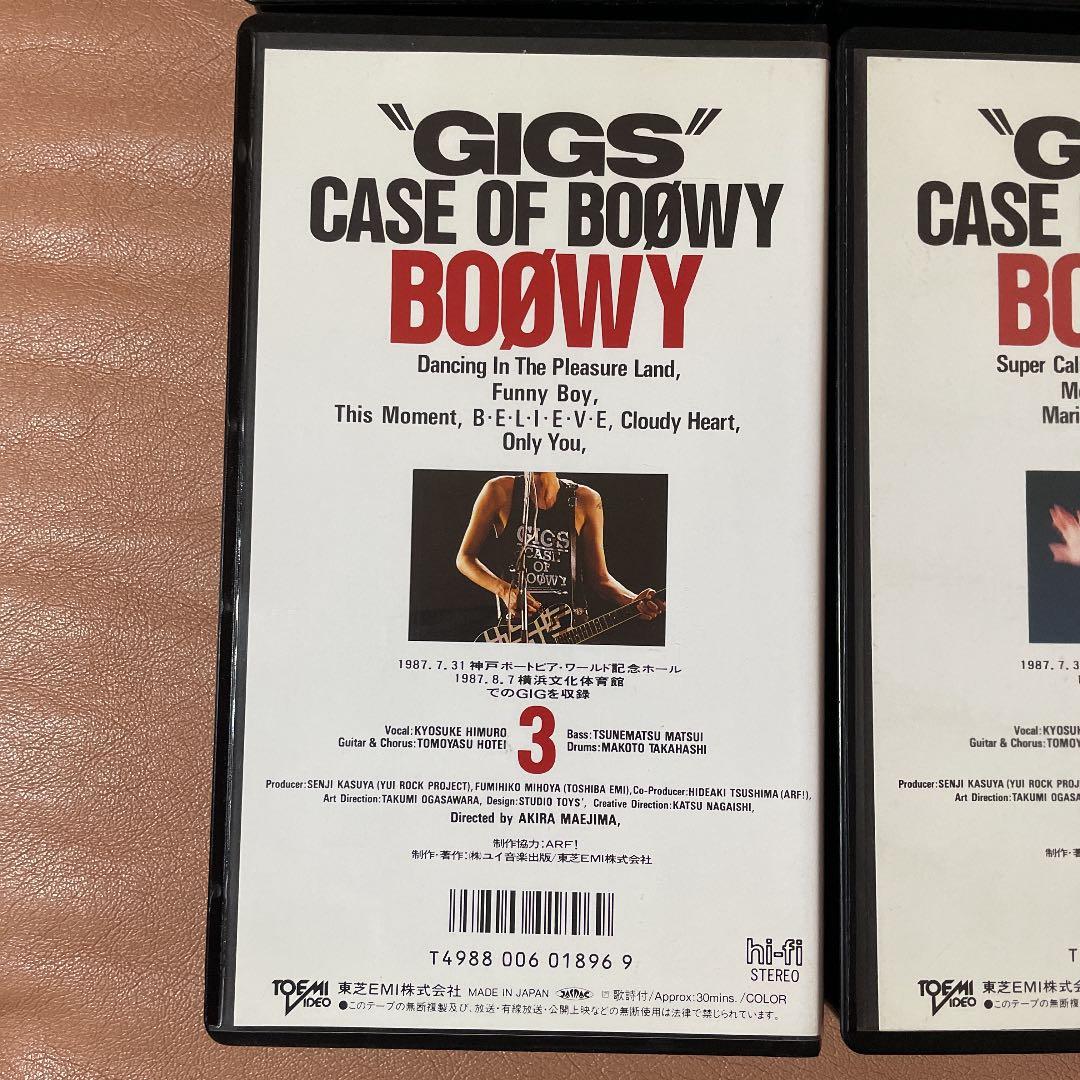 "GIGS"
CASE OF BOØWY
BOØWY
Dancing In The Pleasure Land,
Funny Boy,
This Moment, B·E·L·I·E·V·E, Cloudy Heart,
Only You,
GIGS
CASE
OF
BOØWY
1987.7.31 神戸ポートピア・ワールド記念ホール
1987.8.7 横浜文化体育館
でのGIGを収録
Vocal:KYOSUKE HIMURO
Guitar & Chorus:TOMOYASU HOTEI
3
Bass:TSUNEMATSU MATSUI
Drums:MAKOTO TAKAHASHI
Producer:SENJI KASUYA (YUI ROCK PROJECT), FUMIHIKO MIHOYA (TOSHIBA EMI), Co-Producer:HIDEAKI TSUSHIMA (ARF!),
Art Direction:TAKUMI OGASAWARA, Design:STUDIO TOYS', Creative Direction:KATSU NAGAISHI,
Directed by AKIRA MAEJIMA,
制作協力:ARF!
制作・著作:㈱ユイ音楽出版/東芝EMI株式会社
T4988 006 01896 9
hi-fi
STEREO
TOEMI VIDEO 東芝EMI株式会社 MADE IN JAPAN JASRAC 歌詩付/Approx:30mins./COLOR
●このテープの無断複製及び、放送・有線放送・公開上映などの無断使用は法律で禁じられています。
"G
CASE
BO
Super Cal
M
Mari
1987.7.3
Vocal:KYOSU
Guitar & Chorus:TOMOY
Producer:SENJI KASUYA (YUI ROCK PROJECT), FUM
Art Direction:TAKUMI OGASA
制作・
T
TOEMI VIDEO 東芝EMI株式会
●このテープの無断複